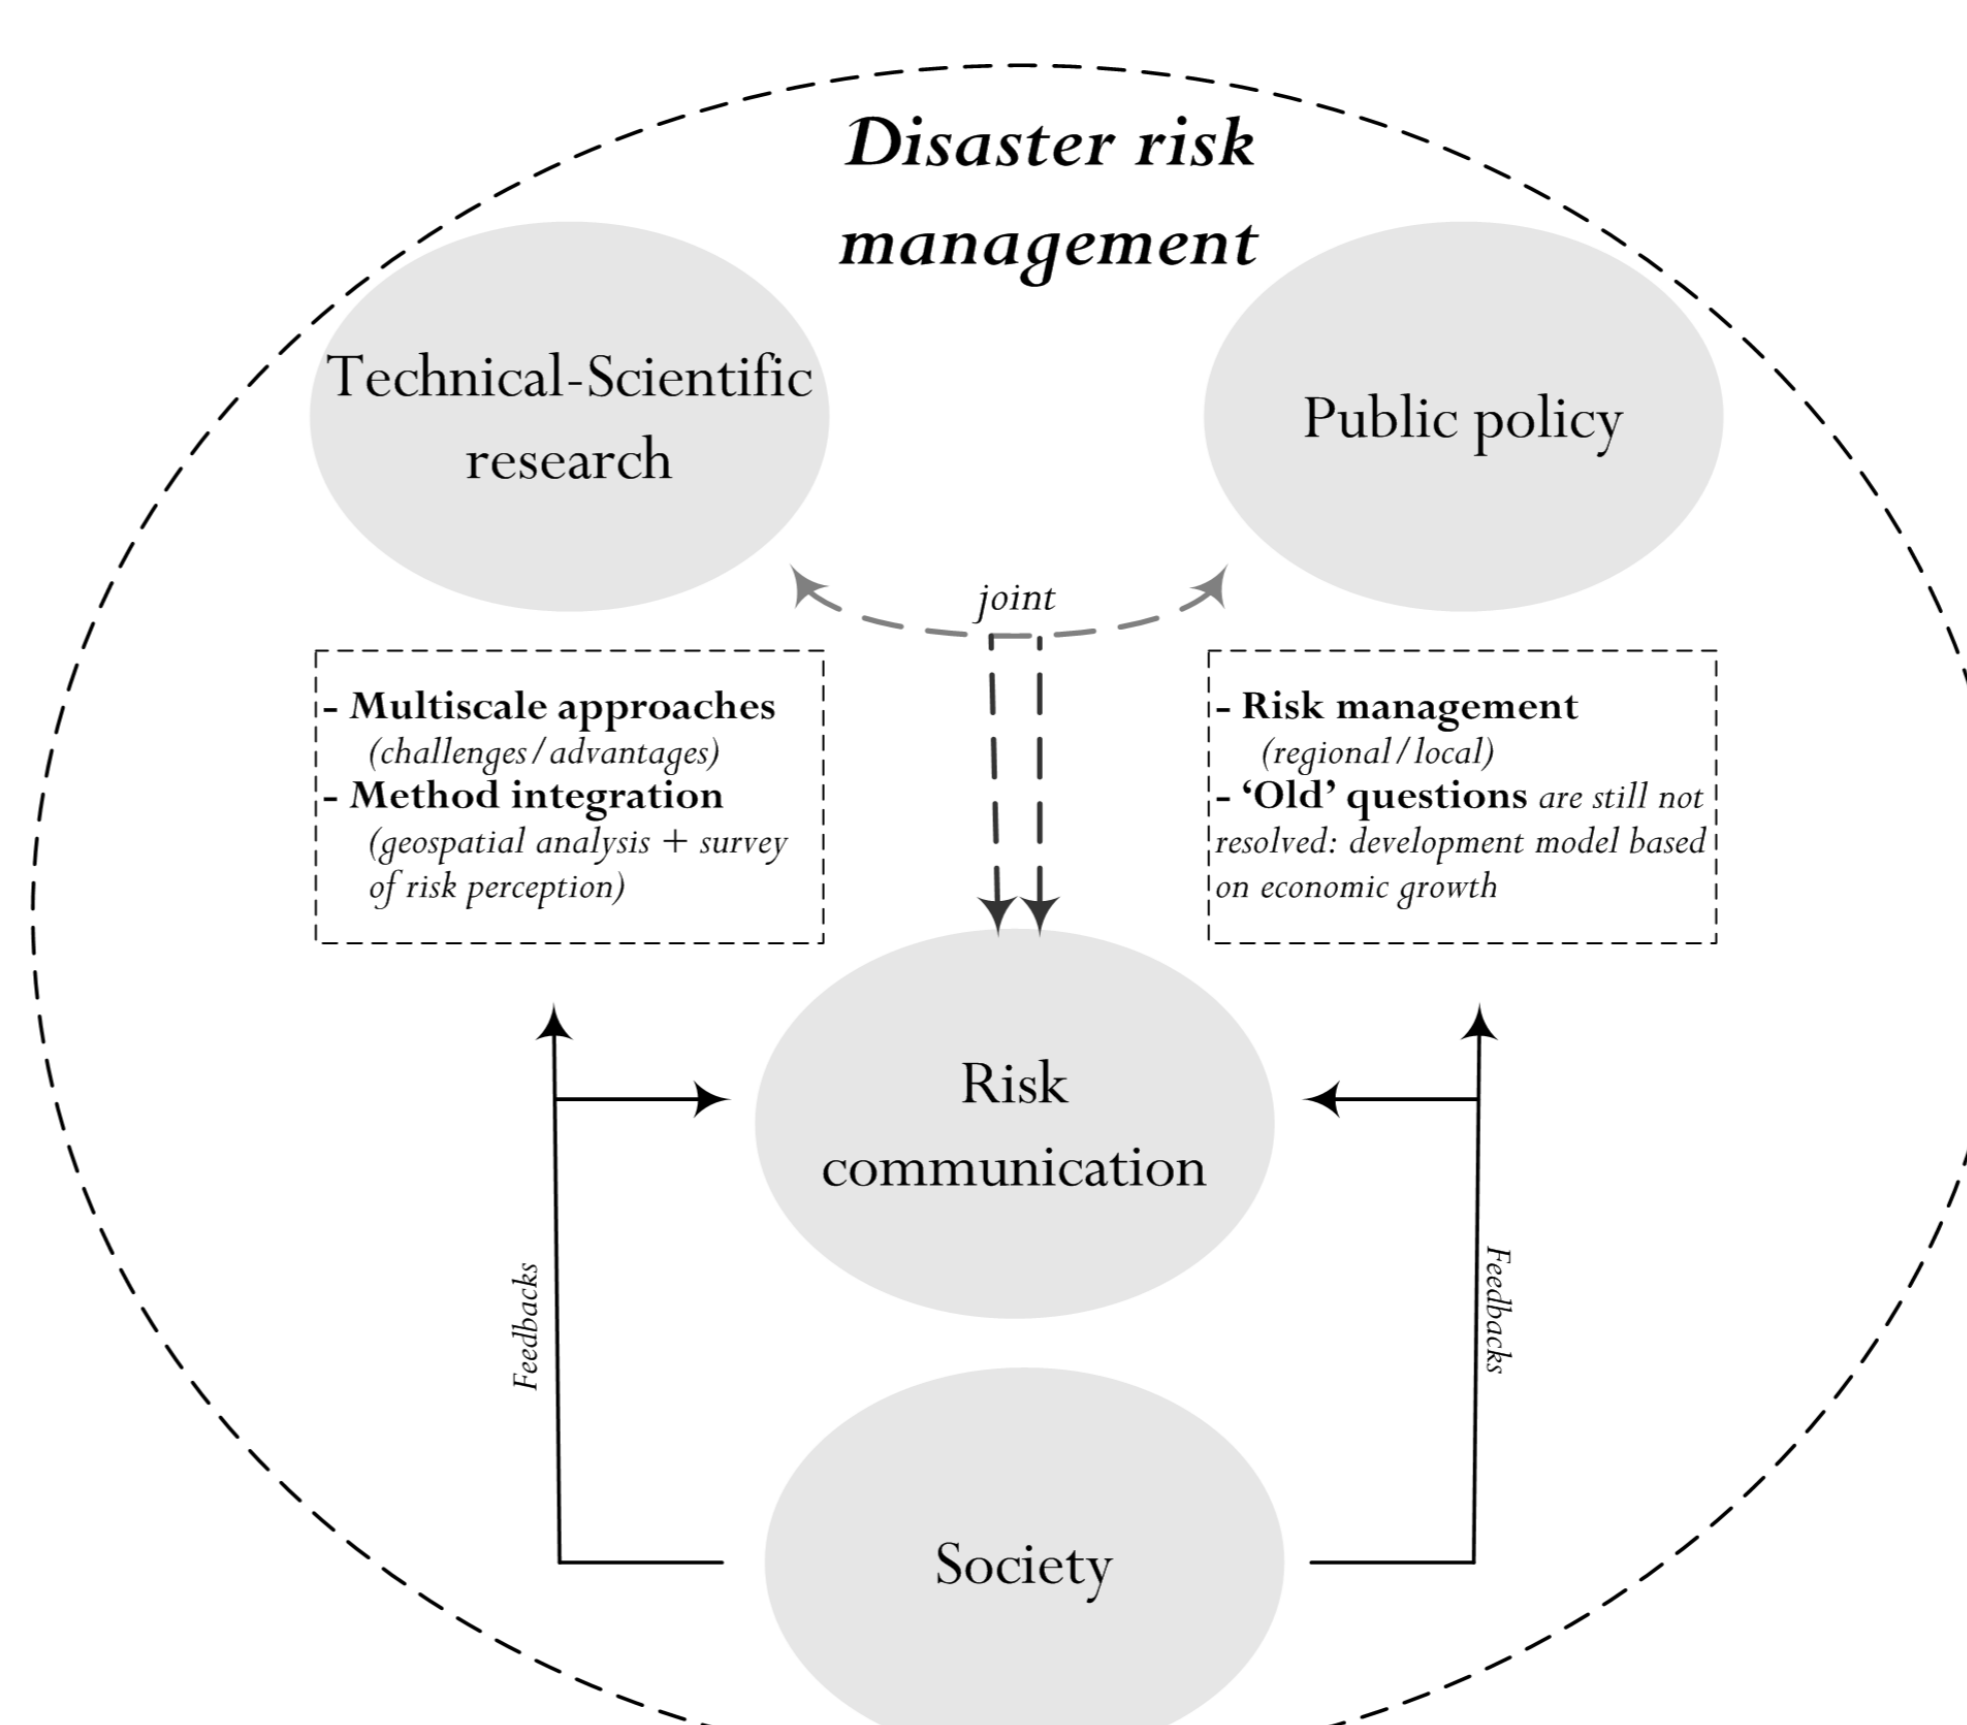 Disaster risk
management
Technical-Scientific
research
Public policy
joint
- Multiscale approaches
(challenges/advantages)
- Method integration
(geospatial analysis + survey
of risk perception)
- Risk management
(regional/local)
- ‘Old’ questions are still not
resolved: development model based
on economic growth
Risk
communication
Feedbacks
Feedbacks
Society